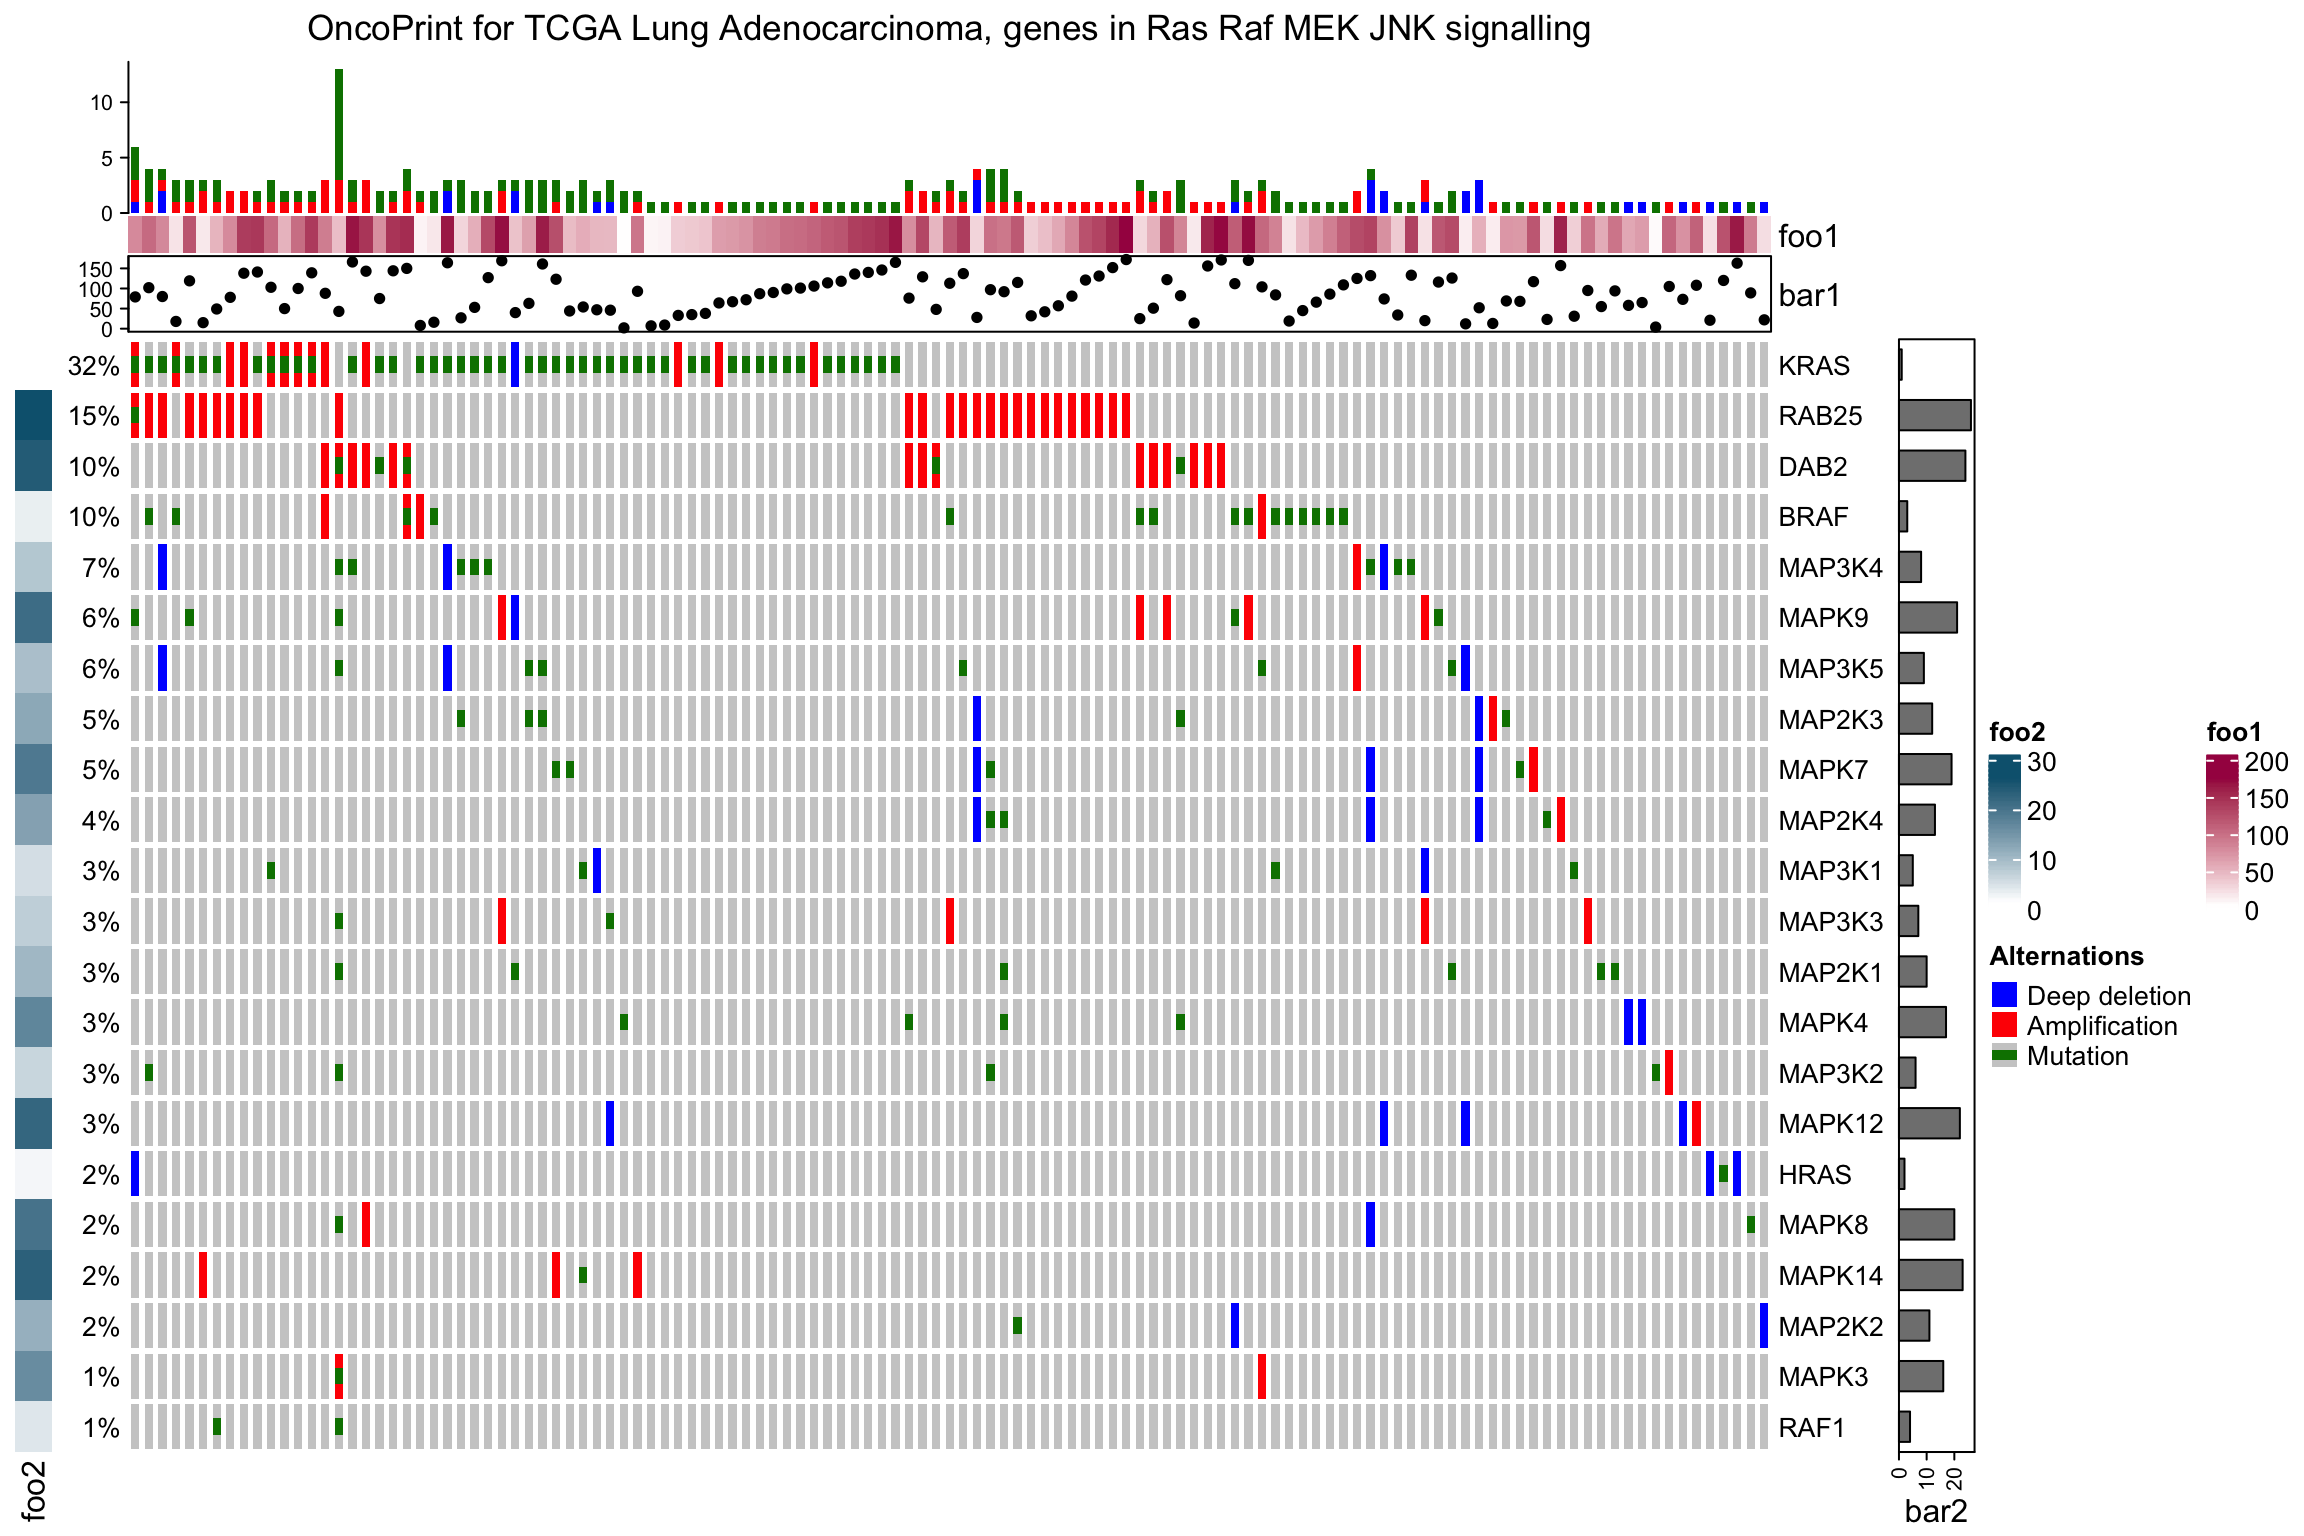 OncoPrint for TCGA Lung Adenocarcinoma, genes in Ras Raf MEK JNK signalling
10
5
0
foo1
150
100
50
0
bar1
32% KRAS
15% RAB25
10% DAB2
10% BRAF
7% MAP3K4
6% MAPK9
6% MAP3K5
5% MAP2K3
5% MAPK7
4% MAP2K4
3% MAP3K1
3% MAP3K3
3% MAP2K1
3% MAPK4
3% MAP3K2
3% MAPK12
2% HRAS
2% MAPK8
2% MAPK14
2% MAP2K2
1% MAPK3
1% RAF1
foo2
0 10 20
bar2
foo2
30
20
10
0
foo1
200
150
100
50
0
Alternations
Deep deletion
Amplification
Mutation